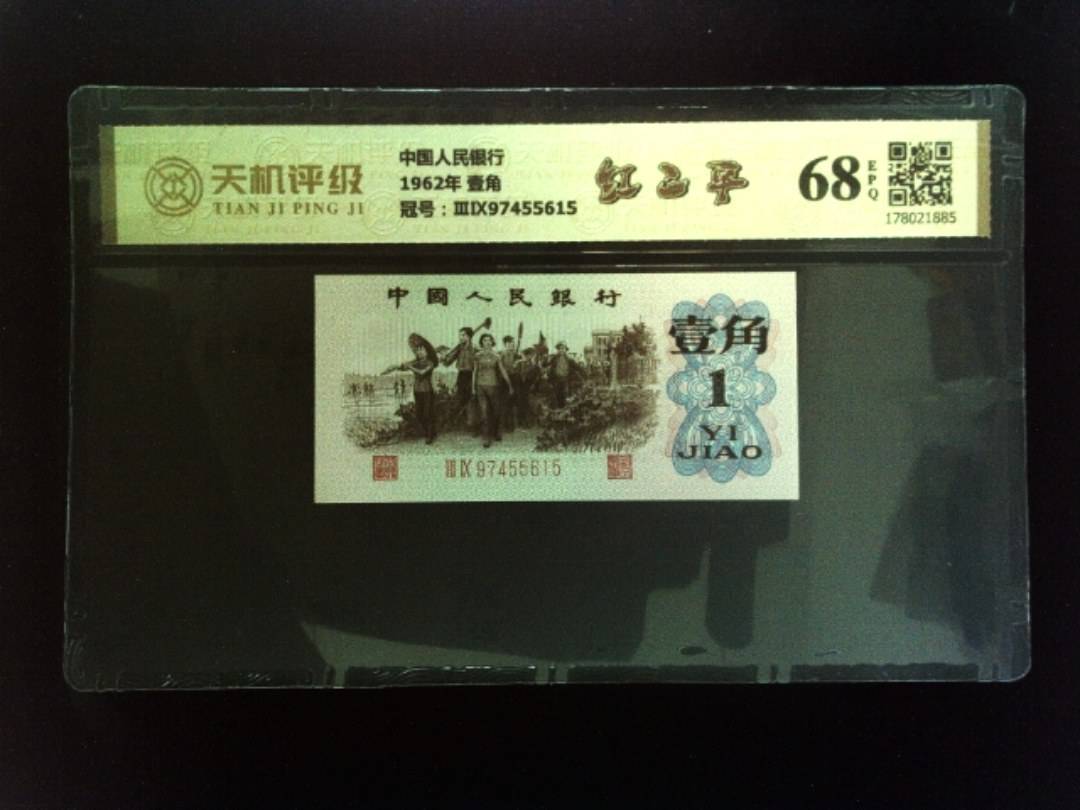 天机评级
TIAN JI PING JI
中国人民银行
1962年 壹角
冠号：ⅢⅨ97455615
红二平
68
EPQ
178021885
中國人民銀行
壹角
1
YI
JIAO
ⅢⅨ97455615